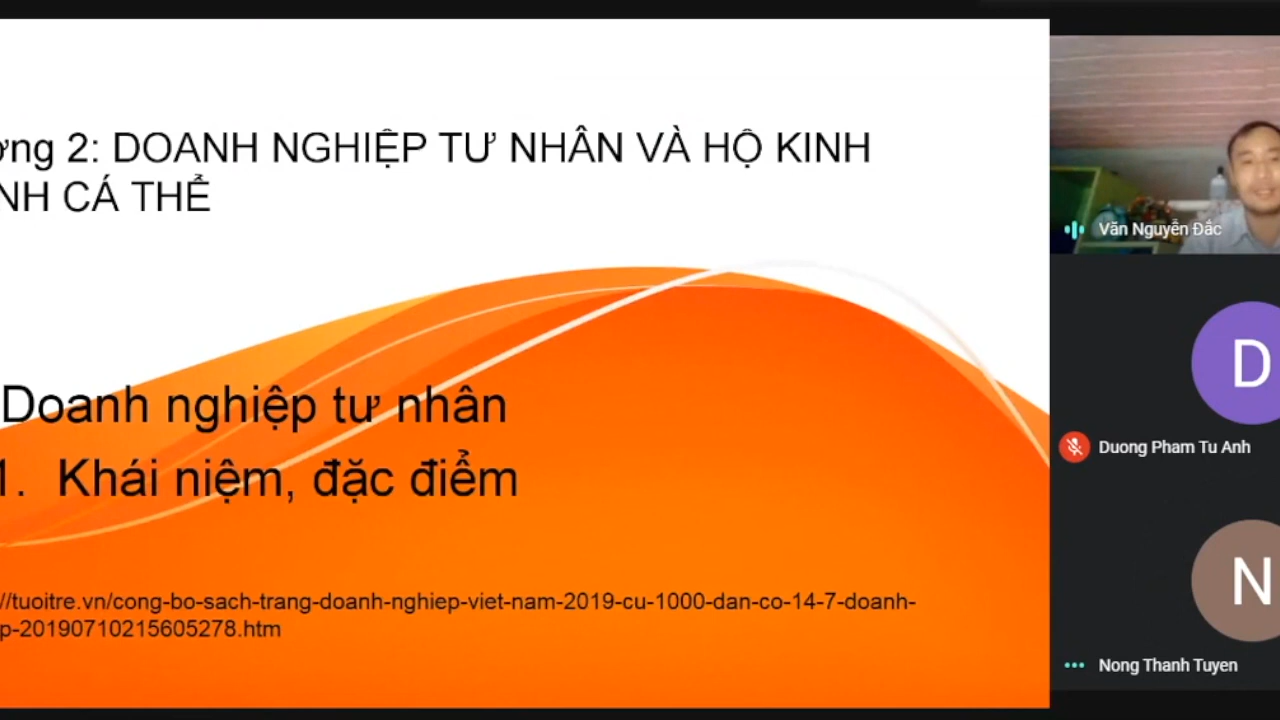 ơng 2: DOANH NGHIỆP TƯ NHÂN VÀ HỘ KINH
NH CÁ THỂ
Doanh nghiệp tư nhân
1. Khái niệm, đặc điểm
//tuoitre.vn/cong-bo-sach-trang-doanh-nghiep-viet-nam-2019-cu-1000-dan-co-14-7-doanh-
p-20190710215605278.htm
Văn Nguyễn Đắc
D
Duong Pham Tu Anh
N
Nong Thanh Tuyen